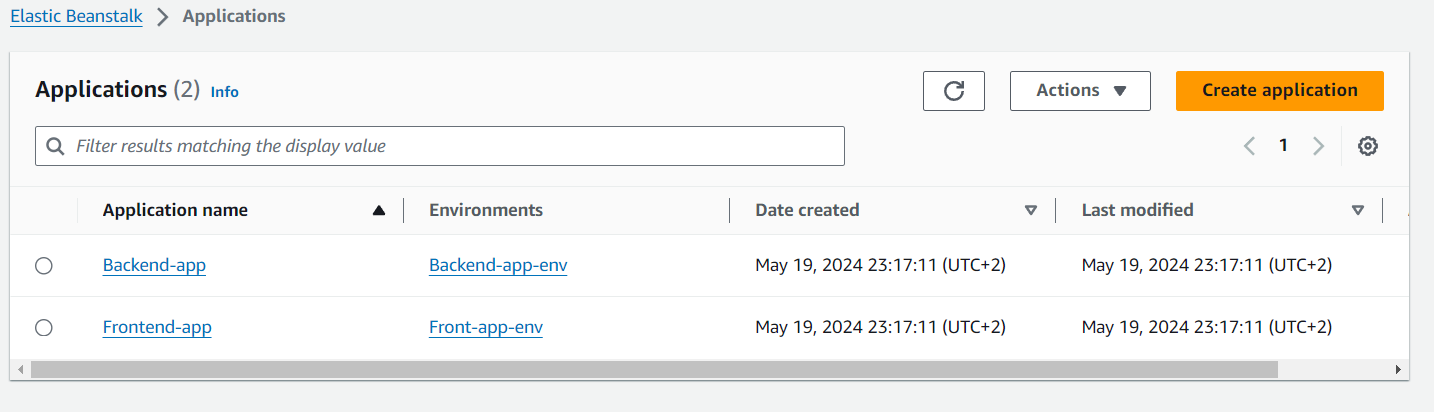 Elastic Beanstalk > Applications
Applications (2) Info
Actions
Create application
Filter results matching the display value
1
Application name Environments Date created Last modified
Backend-app Backend-app-env May 19, 2024 23:17:11 (UTC+2) May 19, 2024 23:17:11 (UTC+2)
Frontend-app Front-app-env May 19, 2024 23:17:11 (UTC+2) May 19, 2024 23:17:11 (UTC+2)